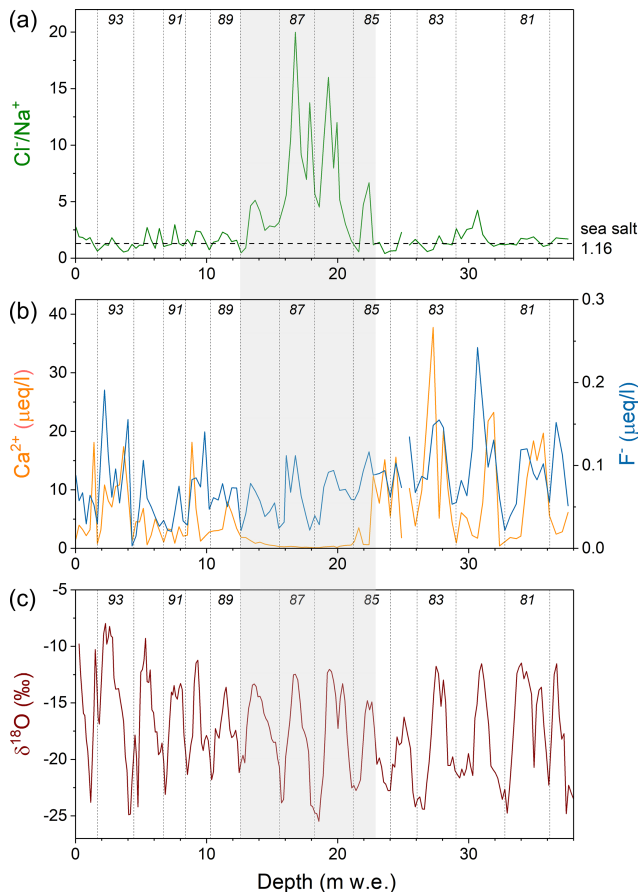 (a)
93 91 89 87 85 83 81
20
15
10
5
0
Cl⁻/Na⁺
sea salt
1.16
0 10 20 30
(b)
93 91 89 87 85 83 81
40
30
20
10
0
Ca²⁺ (µeq/l)
0.3
0.2
0.1
0.0
F⁻ (µeq/l)
0 10 20 30
(c)
93 91 89 87 85 83 81
-5
-10
-15
-20
-25
δ¹⁸O (‰)
0 10 20 30
Depth (m w.e.)